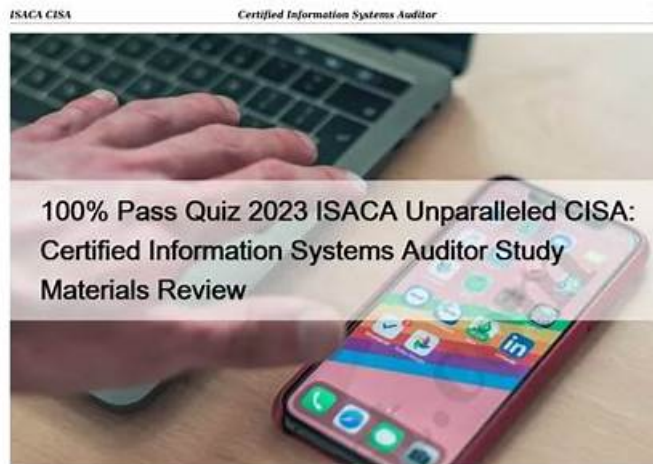 ISACA CISA Certified Information Systems Auditor
100% Pass Quiz 2023 ISACA Unparalleled CISA:
Certified Information Systems Auditor Study
Materials Review
in